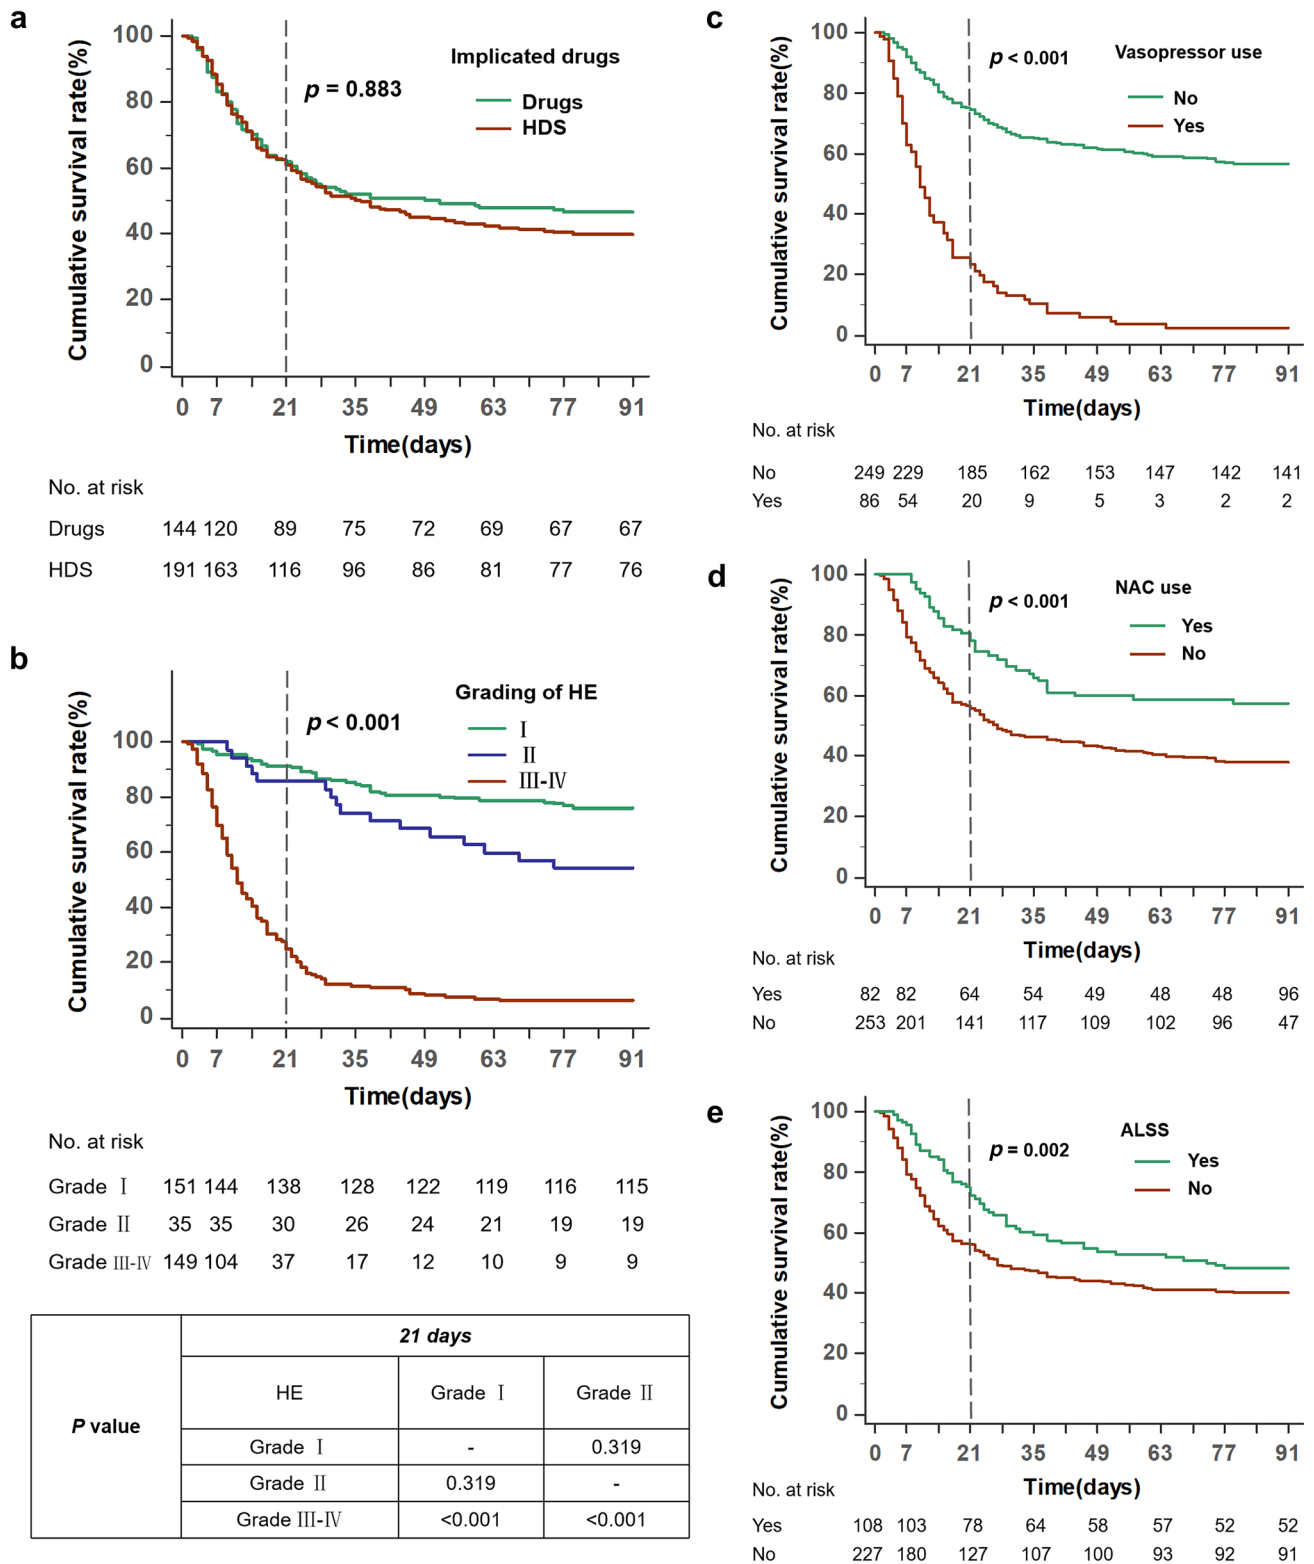 a
Cumulative survival rate(%)
100
80
60
40
20
0
p = 0.883
Implicated drugs
Drugs
HDS
0 7 21 35 49 63 77 91
Time(days)
No. at risk
Drugs 144 120 89 75 72 69 67 67
HDS 191 163 116 96 86 81 77 76
b
Cumulative survival rate(%)
100
80
60
40
20
0
p < 0.001
Grading of HE
Ⅰ
Ⅱ
Ⅲ-Ⅳ
0 7 21 35 49 63 77 91
Time(days)
No. at risk
Grade Ⅰ 151 144 138 128 122 119 116 115
Grade Ⅱ 35 35 30 26 24 21 19 19
Grade Ⅲ-Ⅳ 149 104 37 17 12 10 9 9
P value
21 days
HE Grade Ⅰ Grade Ⅱ
Grade Ⅰ - 0.319
Grade Ⅱ 0.319 -
Grade Ⅲ-Ⅳ <0.001 <0.001
c
Cumulative survival rate(%)
100
80
60
40
20
0
p < 0.001
Vasopressor use
No
Yes
0 7 21 35 49 63 77 91
Time(days)
No. at risk
No 249 229 185 162 153 147 142 141
Yes 86 54 20 9 5 3 2 2
d
Cumulative survival rate(%)
100
80
60
40
20
0
p < 0.001
NAC use
Yes
No
0 7 21 35 49 63 77 91
Time(days)
No. at risk
Yes 82 82 64 54 49 48 48 96
No 253 201 141 117 109 102 96 47
e
Cumulative survival rate(%)
100
80
60
40
20
0
p = 0.002
ALSS
Yes
No
0 7 21 35 49 63 77 91
Time(days)
No. at risk
Yes 108 103 78 64 58 57 52 52
No 227 180 127 107 100 93 92 91